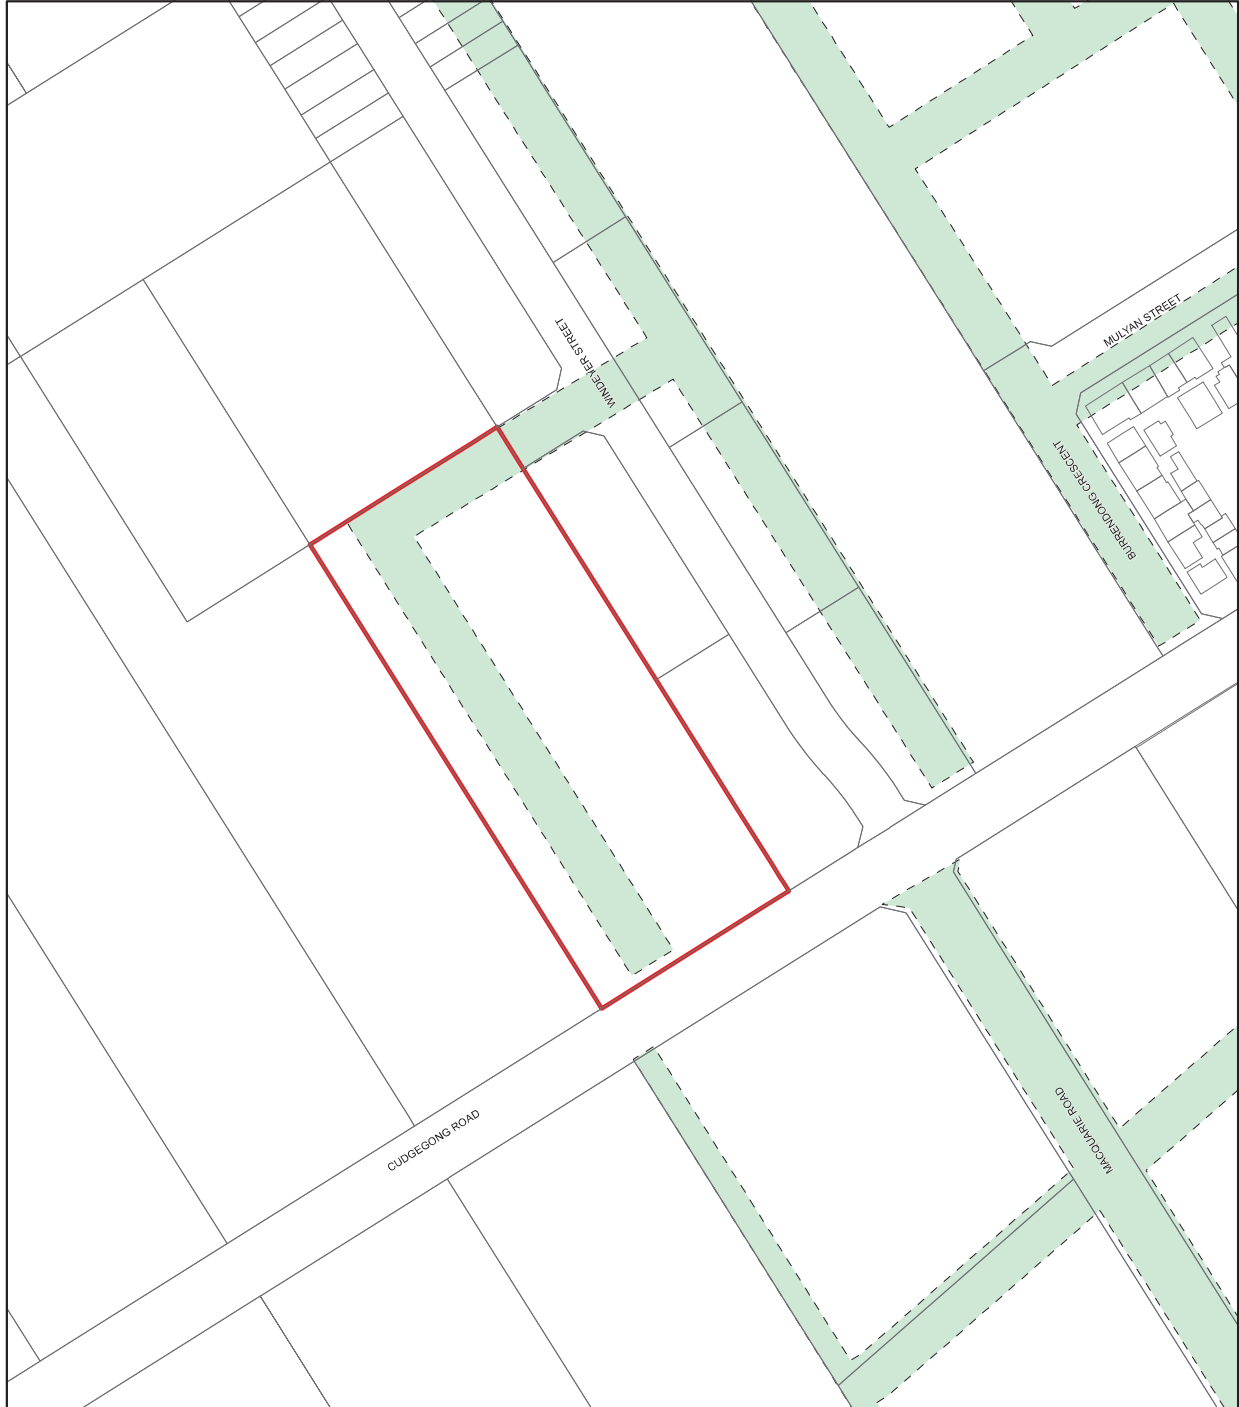 MULYAN STREET
WINDEYER STREET
BURRENDONG CRESCENT
CUDGEGONG ROAD
MACQUARIE ROAD